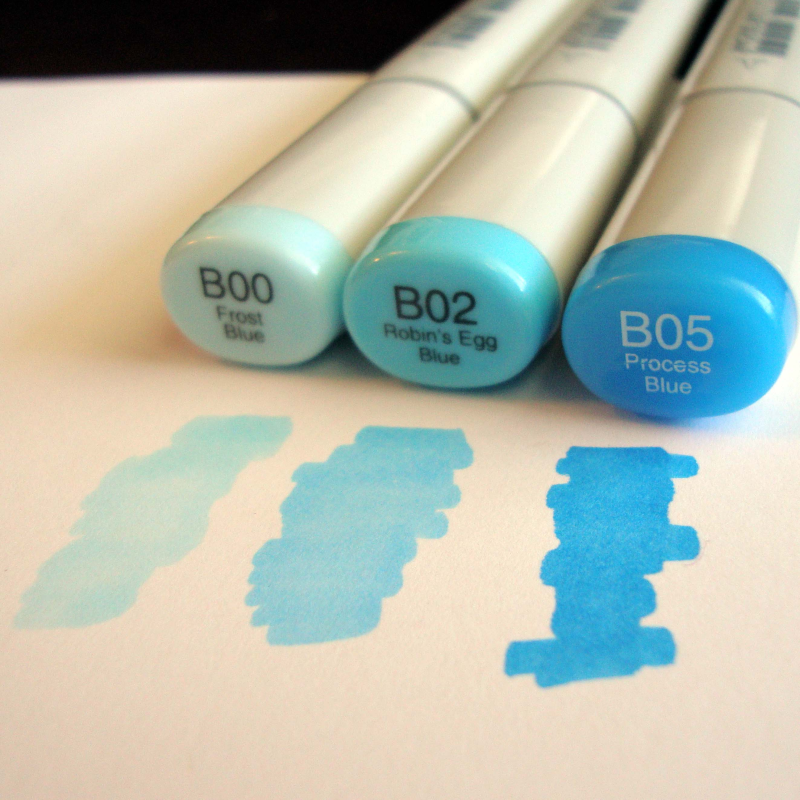 B00
Frost
Blue
B02
Robin's Egg
Blue
B05
Process
Blue